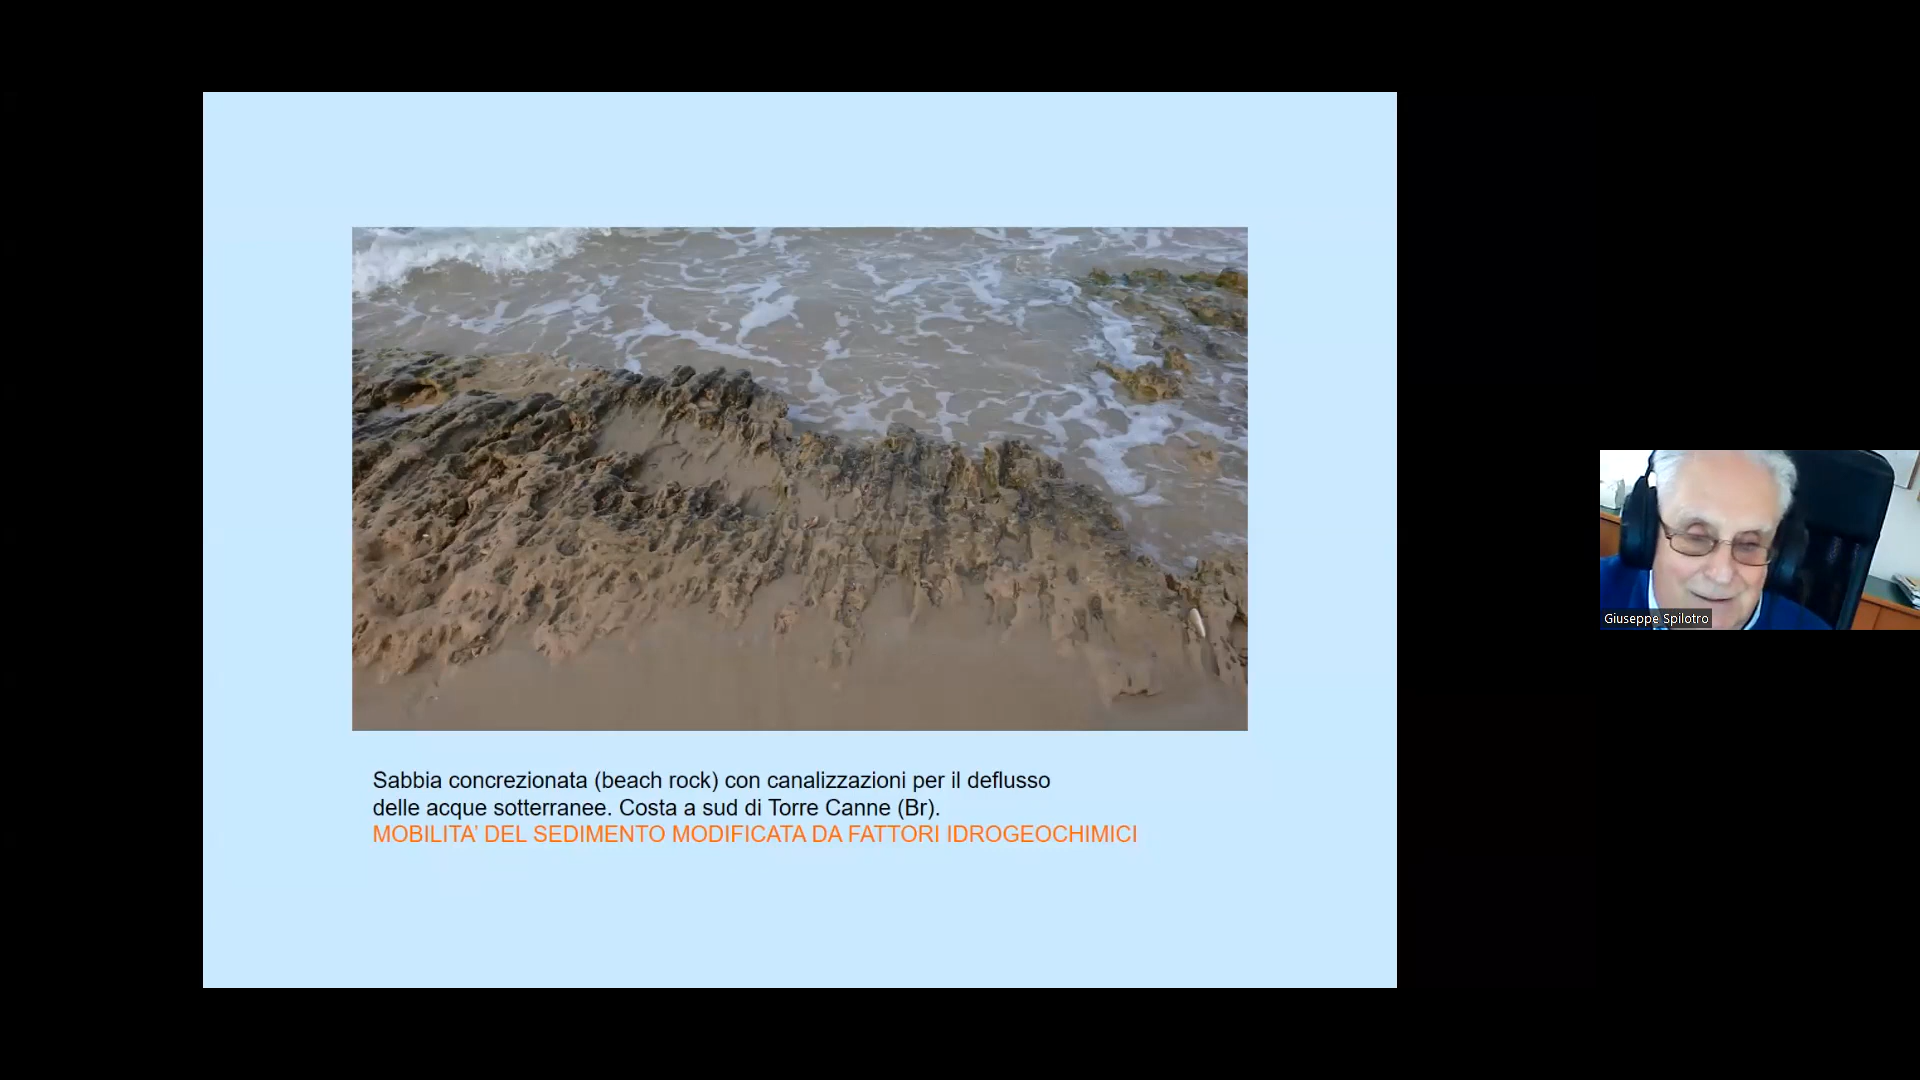 Sabbia concrezionata (beach rock) con canalizzazioni per il deflusso
delle acque sotterranee. Costa a sud di Torre Canne (Br).
MOBILITA' DEL SEDIMENTO MODIFICATA DA FATTORI IDROGEOCHIMICI
Giuseppe Spilotro